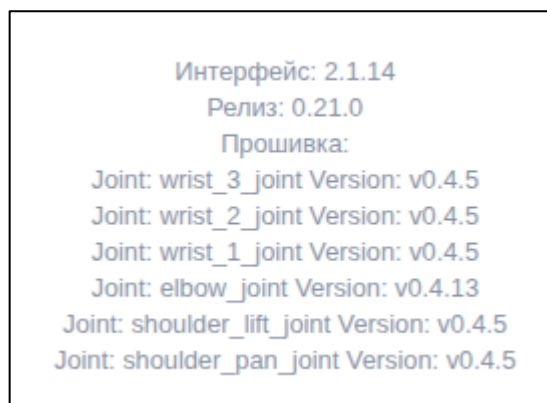 Интерфейс: 2.1.14
Релиз: 0.21.0
Прошивка:
Joint: wrist_3_joint Version: v0.4.5
Joint: wrist_2_joint Version: v0.4.5
Joint: wrist_1_joint Version: v0.4.5
Joint: elbow_joint Version: v0.4.13
Joint: shoulder_lift_joint Version: v0.4.5
Joint: shoulder_pan_joint Version: v0.4.5